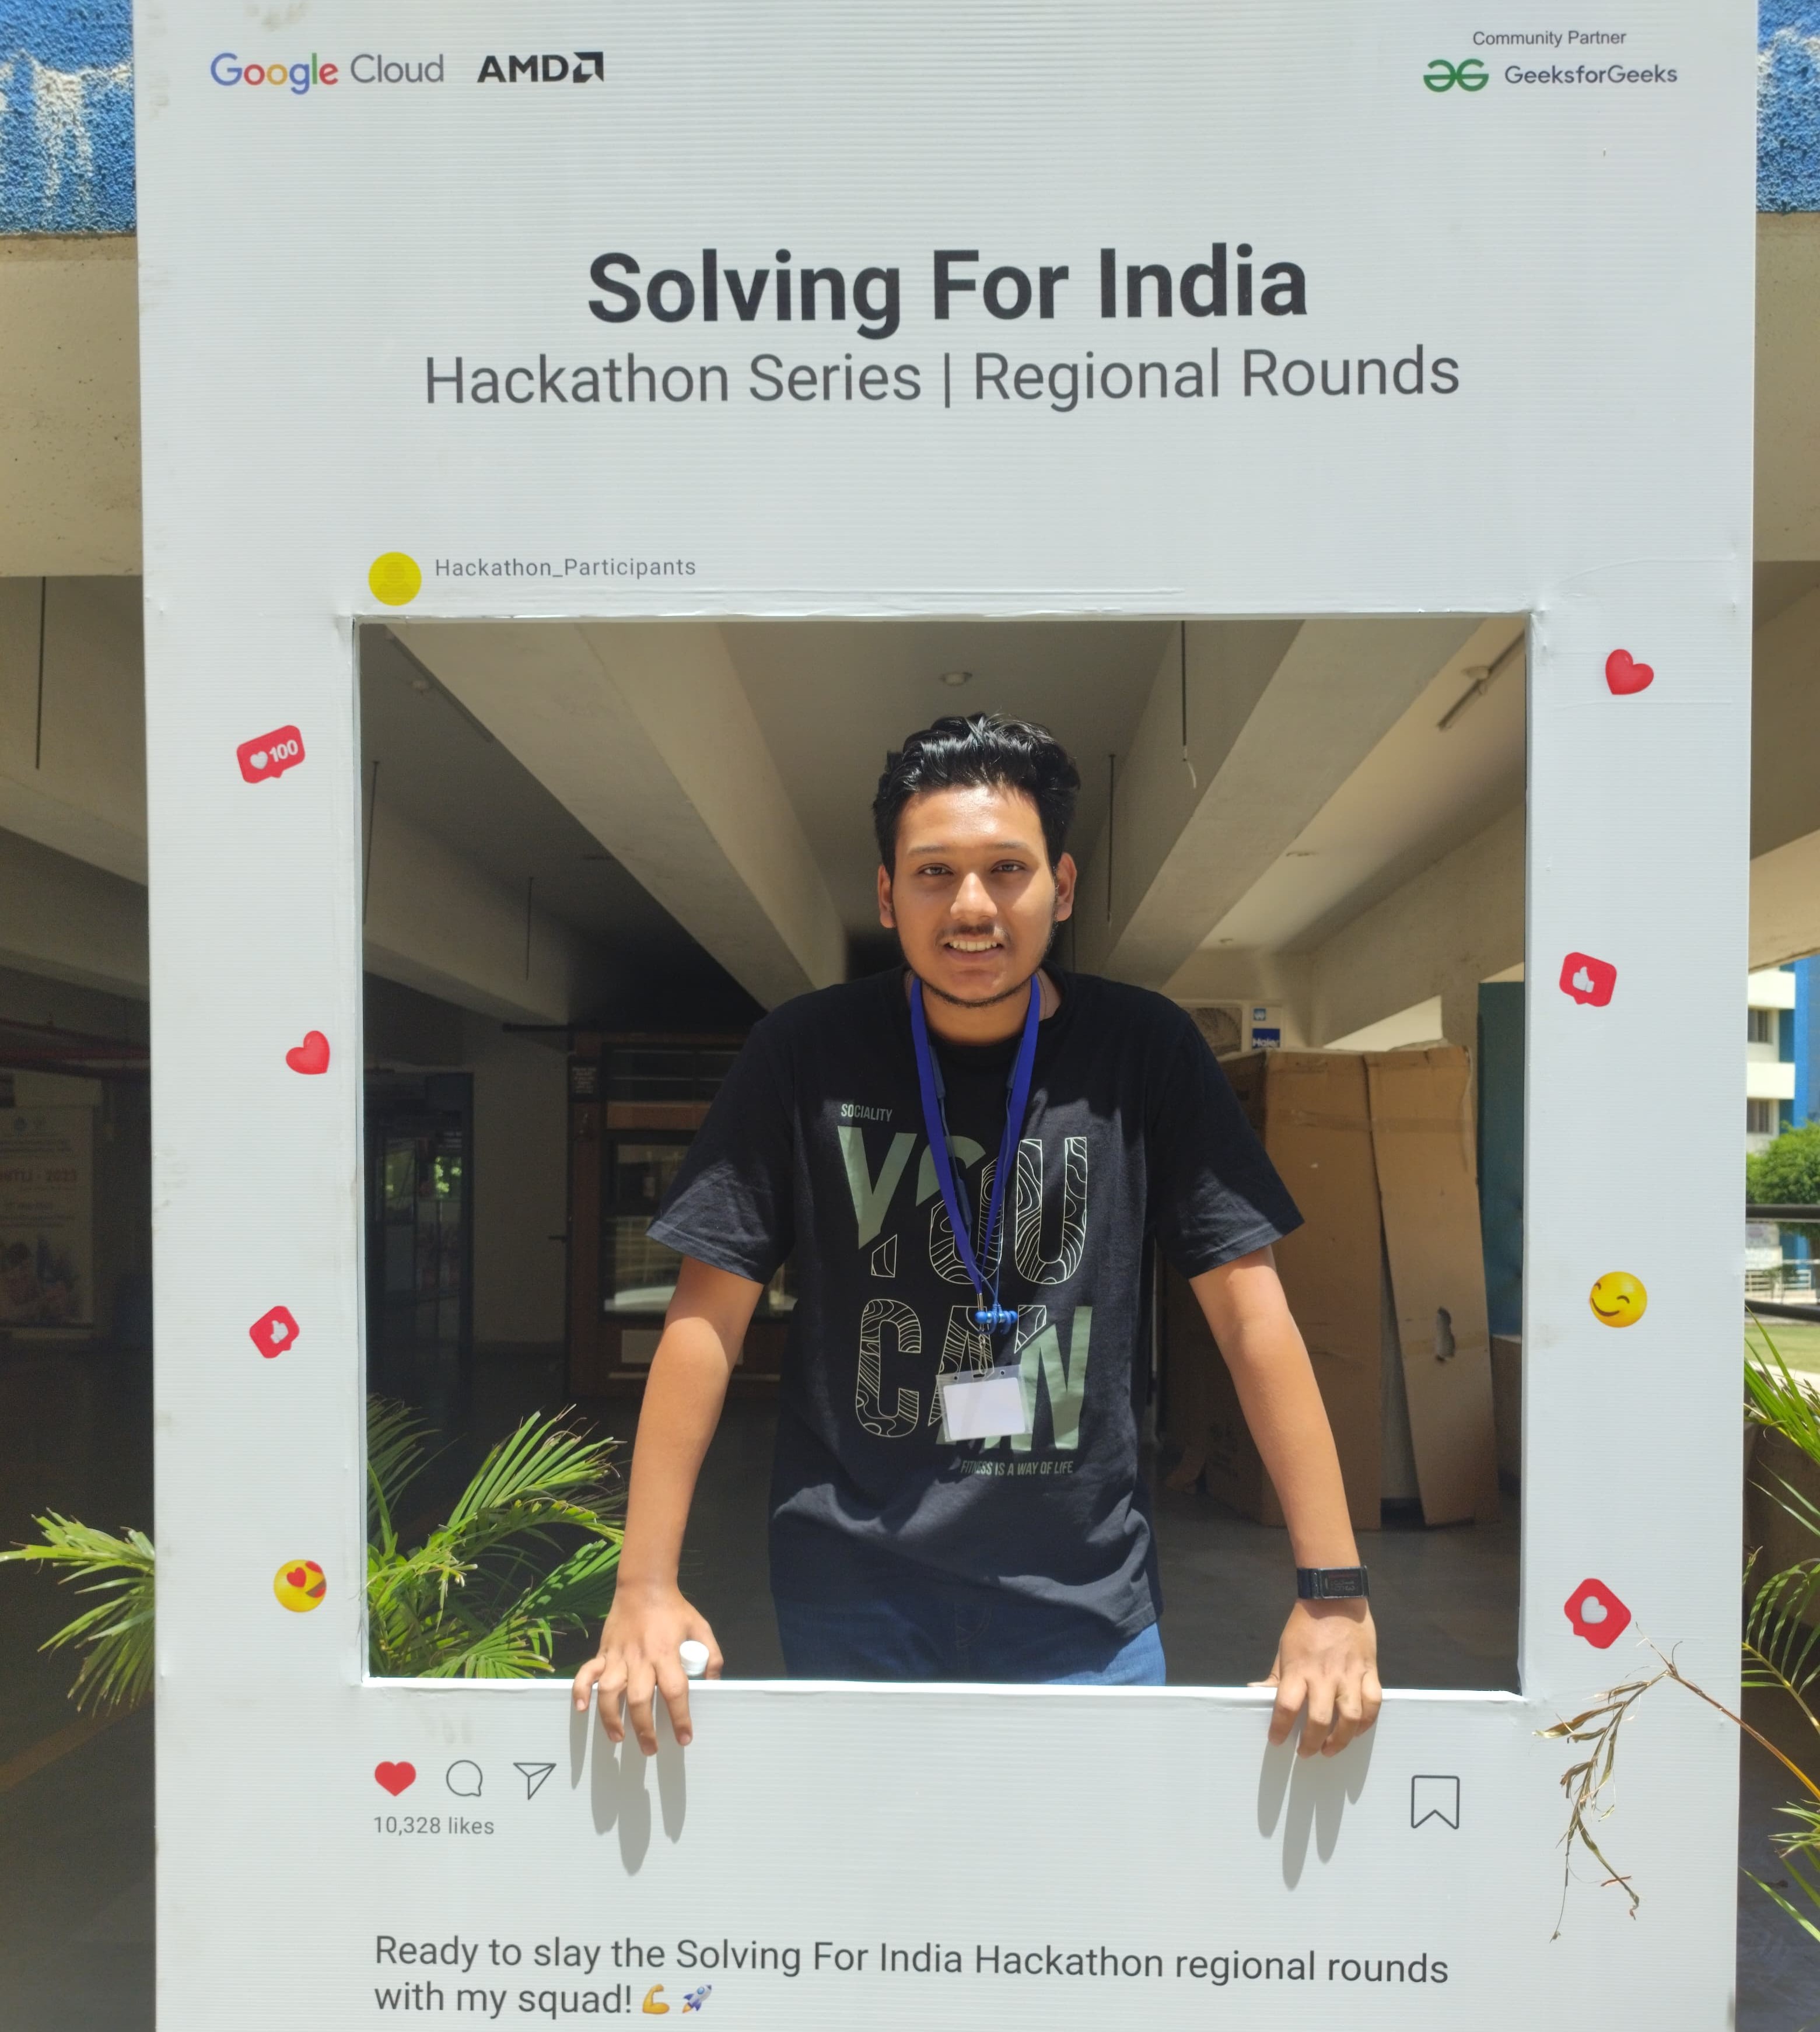 Google Cloud AMD
Community Partner
GeeksforGeeks
Solving For India
Hackathon Series | Regional Rounds
Hackathon_Participants
100
Haier
SOCIALITY
YOU
CAN
FITNESS IS A WAY OF LIFE
10,328 likes
Ready to slay the Solving For India Hackathon regional rounds
with my squad! 💪 🚀